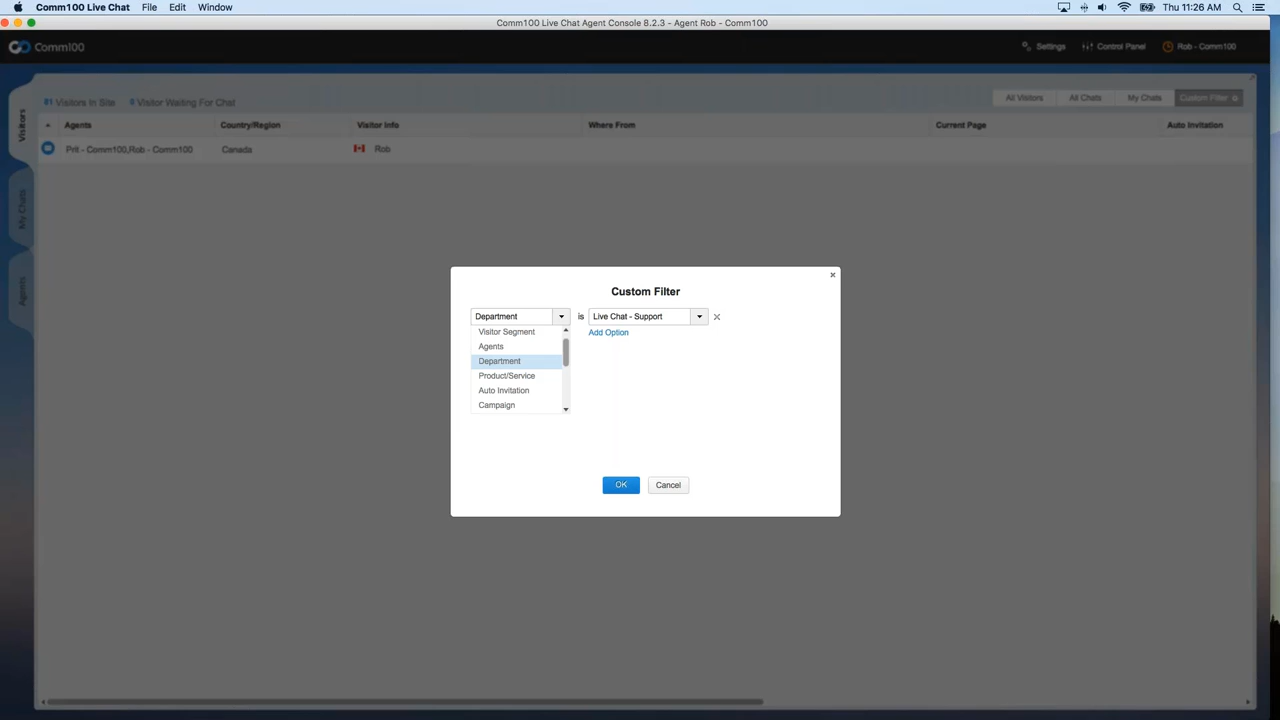 Comm100 Live Chat File Edit Window Thu 11:26 AM
Comm100 Live Chat Agent Console 8.2.3 - Agent Rob - Comm100
Comm100 Settings Control Panel Rob - Comm100
81 Visitors In Site 0 Visitor Waiting For Chat All Visitors All Chats My Chats Custom Filter
Visitors
Agents Country/Region Visitor Info Where From Current Page Auto Invitation
Prit - Comm100,Rob - Comm100 Canada Rob
My Chats
Agents
Custom Filter
Department is Live Chat - Support
Add Option
Visitor Segment
Agents
Department
Product/Service
Auto Invitation
Campaign
OK Cancel